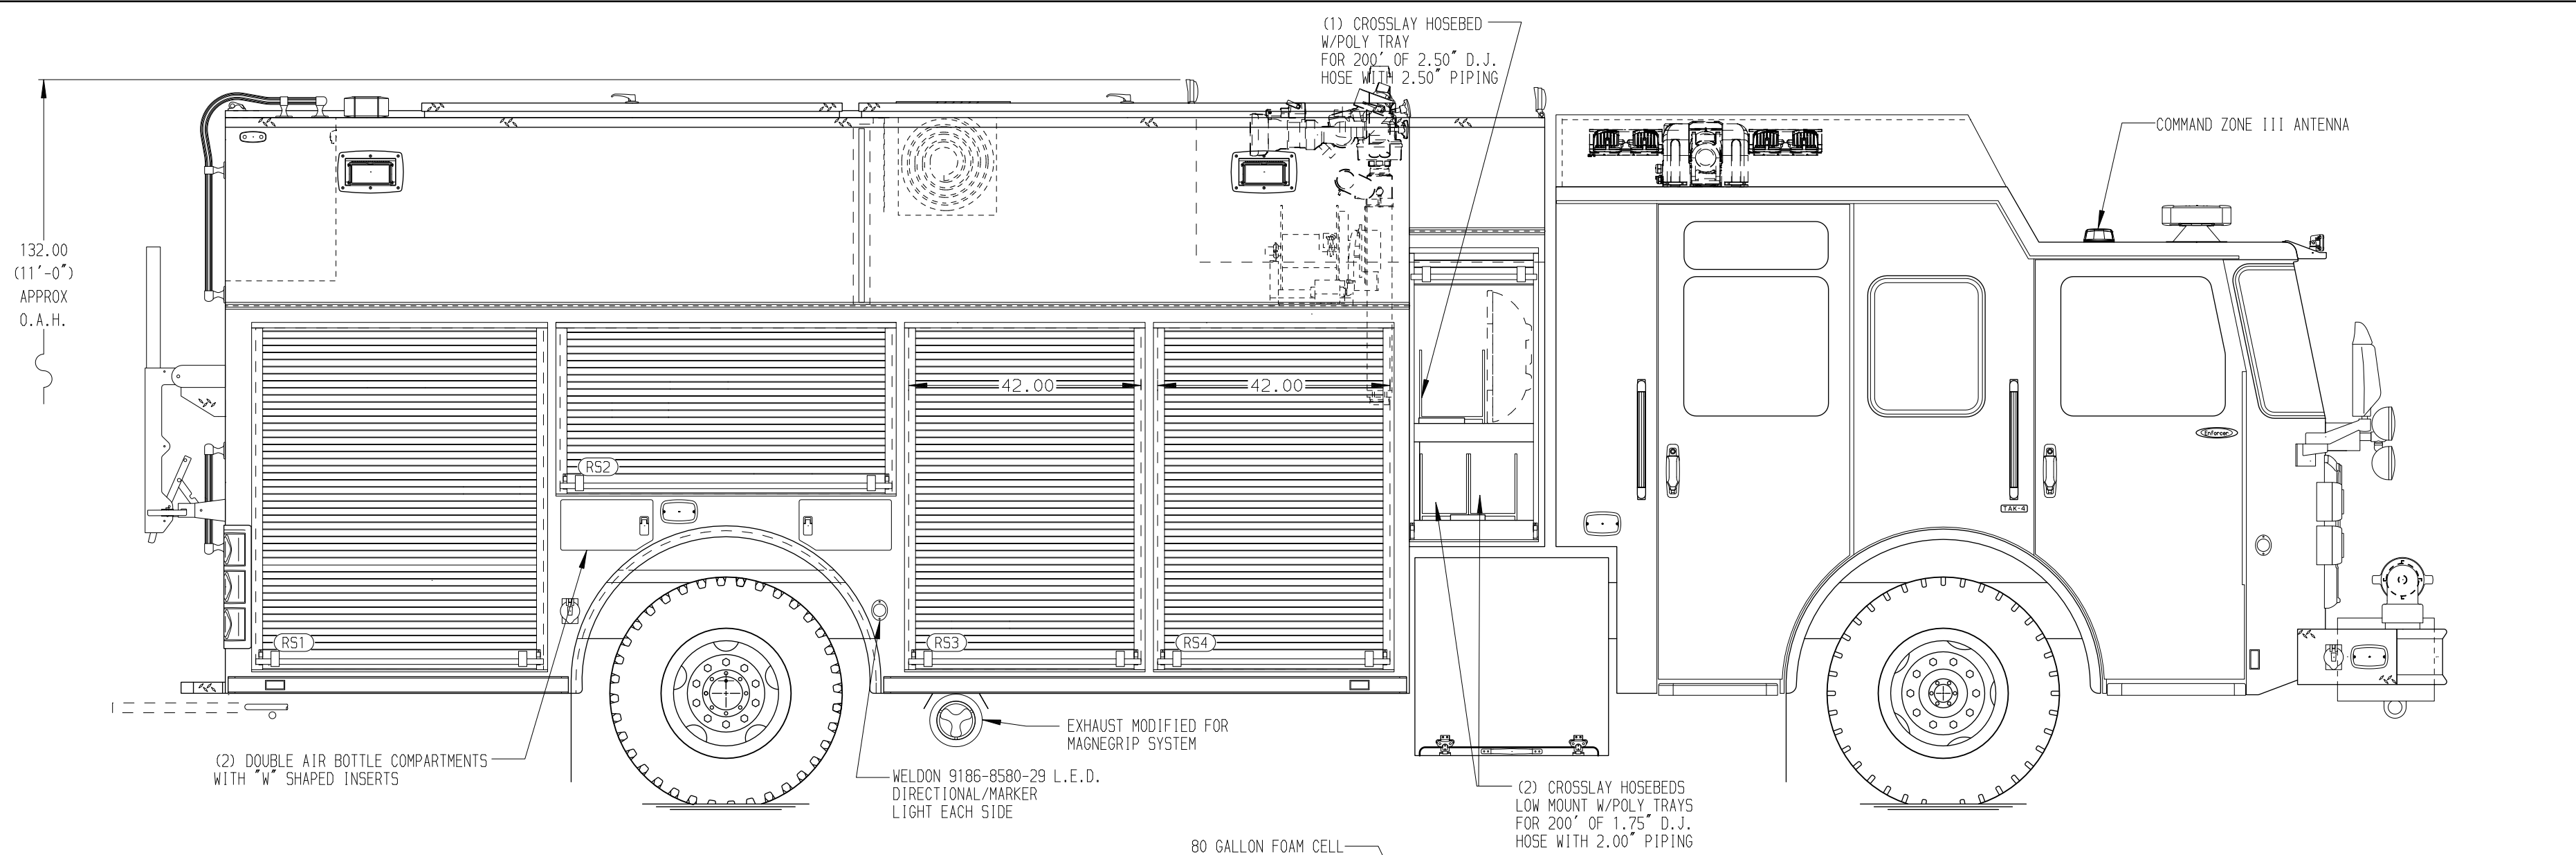 (1) CROSSLAY HOSEBED
W/POLY TRAY
FOR 200' OF 2.50" D.J.
HOSE WITH 2.50" PIPING
COMMAND ZONE III ANTENNA
132.00
(11'-0")
APPROX
O.A.H.
42.00
42.00
Enforcer
RS2
TAK-4
RS1
RS3
RS4
EXHAUST MODIFIED FOR
MAGNEGRIP SYSTEM
(2) DOUBLE AIR BOTTLE COMPARTMENTS
WITH "W" SHAPED INSERTS
WELDON 9186-8580-29 L.E.D.
DIRECTIONAL/MARKER
LIGHT EACH SIDE
(2) CROSSLAY HOSEBEDS
LOW MOUNT W/POLY TRAYS
FOR 200' OF 1.75" D.J.
HOSE WITH 2.00" PIPING
80 GALLON FOAM CELL